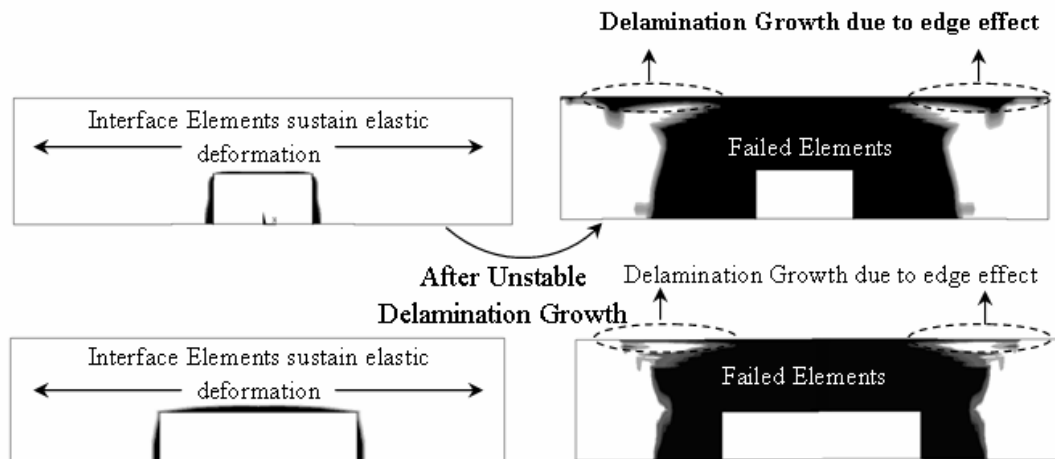 Delamination Growth due to edge effect
Interface Elements sustain elastic
deformation
Failed Elements
After Unstable
Delamination Growth
Delamination Growth due to edge effect
Interface Elements sustain elastic
deformation
Failed Elements